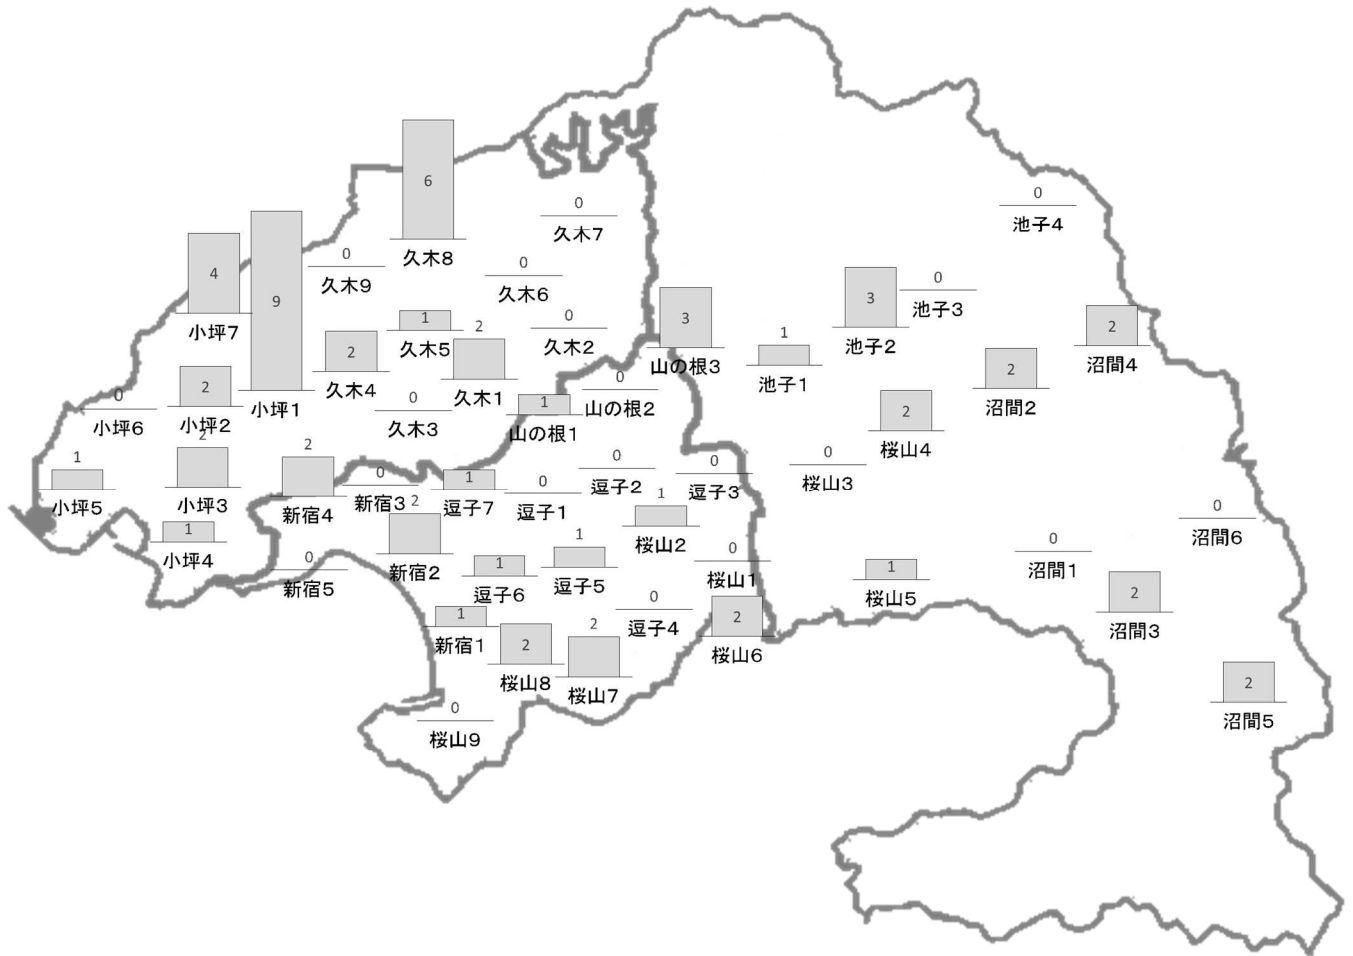 0
池子4
6
久木8
0
久木7
4
小坪7
9
小坪1
0
久木9
0
久木6
3
池子2
0
池子3
1
久木5
2
久木1
0
久木2
3
山の根3
2
沼間4
2
久木4
1
池子1
2
沼間2
2
小坪2
0
小坪6
0
久木3
1
山の根1
0
山の根2
2
桜山4
1
小坪5
2
小坪3
2
新宿4
0
新宿3
1
逗子7
0
逗子1
0
逗子2
0
逗子3
0
桜山3
1
小坪4
2
新宿2
1
桜山2
0
沼間6
0
新宿5
1
逗子6
1
逗子5
0
桜山1
1
桜山5
0
沼間1
1
新宿1
0
逗子4
2
桜山6
2
沼間3
2
桜山8
2
桜山7
2
沼間5
0
桜山9